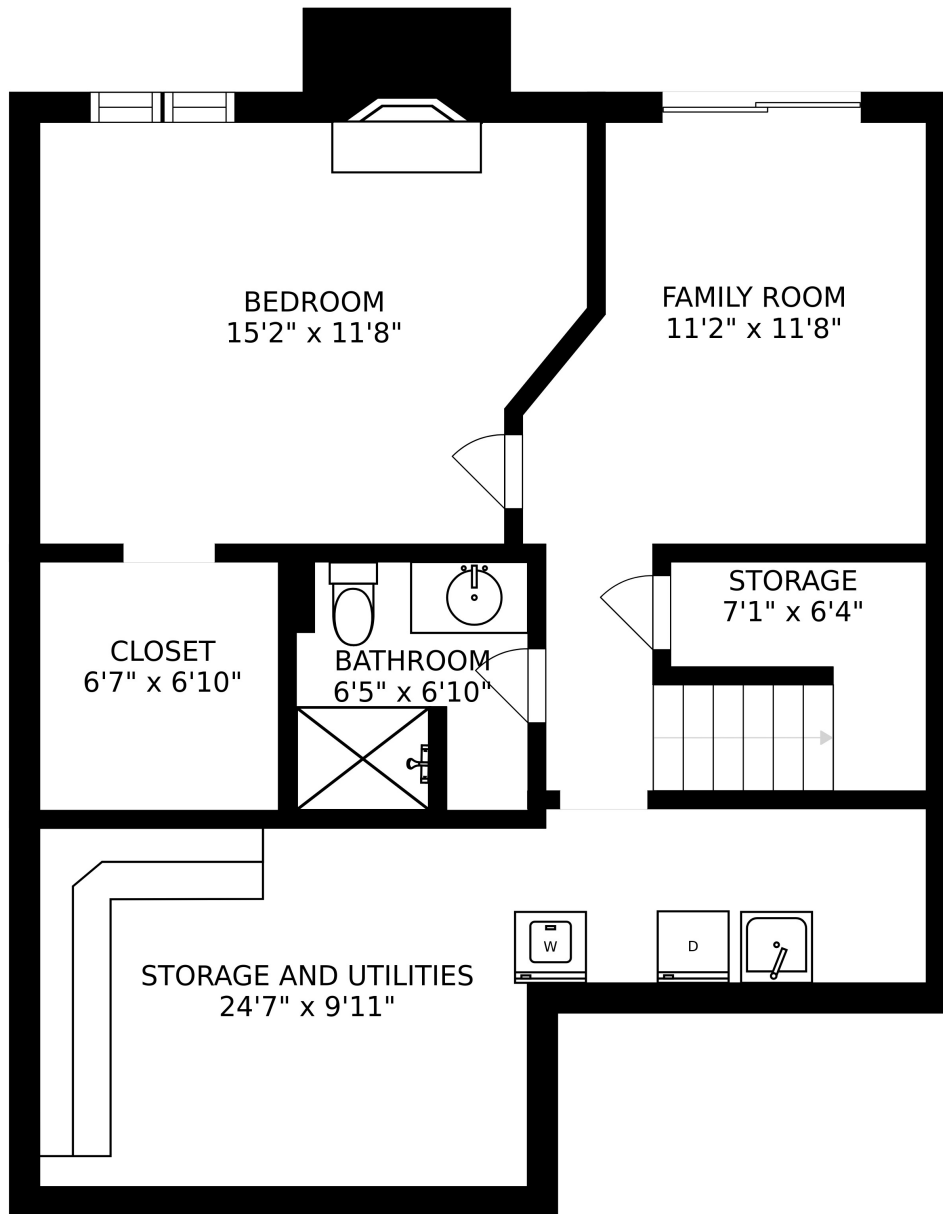 BEDROOM
15'2" x 11'8"
FAMILY ROOM
11'2" x 11'8"
STORAGE
7'1" x 6'4"
CLOSET
6'7" x 6'10"
BATHROOM
6'5" x 6'10"
W
D
STORAGE AND UTILITIES
24'7" x 9'11"